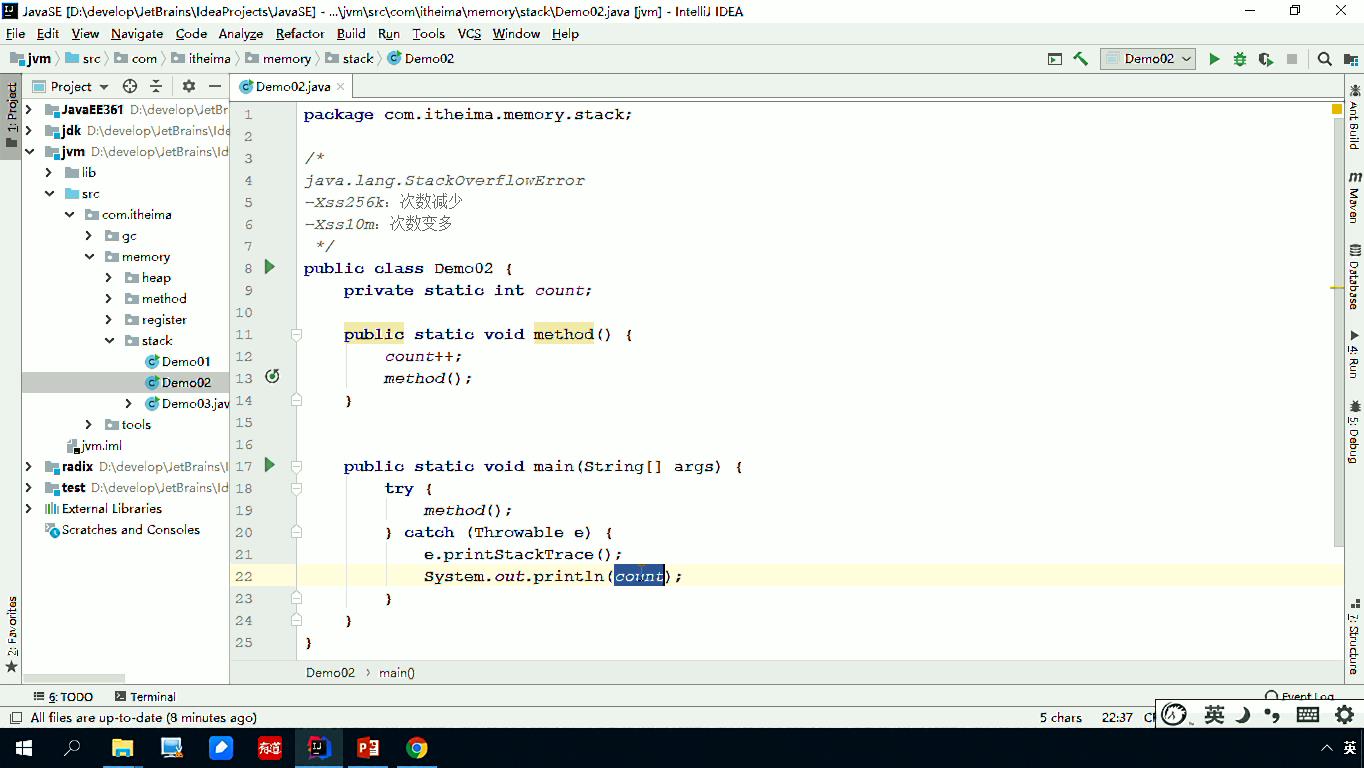 JavaSE [D:\develop\JetBrains\IdeaProjects\JavaSE] - ...\jvm\src\com\itheima\memory\stack\Demo02.java [jvm] - IntelliJ IDEA
File Edit View Navigate Code Analyze Refactor Build Run Tools VCS Window Help
jvm src com itheima memory stack Demo02
Demo02
1: Project
Project
Demo02.java
JavaEE361 D:\develop\JetBr
jdk D:\develop\JetBrains\Ide
jvm D:\develop\JetBrains\Id
lib
src
com.itheima
gc
memory
heap
method
register
stack
Demo01
Demo02
Demo03.jav
tools
jvm.iml
radix D:\develop\JetBrains\I
test D:\develop\JetBrains\Id
External Libraries
Scratches and Consoles
1 package com.itheima.memory.stack;
2
3 /*
4 java.lang.StackOverflowError
5 -Xss256k：次数减少
6 -Xss10m：次数变多
7 */
8 public class Demo02 {
9 private static int count;
10
11 public static void method() {
12 count++;
13 method();
14 }
15
16
17 public static void main(String[] args) {
18 try {
19 method();
20 } catch (Throwable e) {
21 e.printStackTrace();
22 System.out.println(count);
23 }
24 }
25 }
Demo02 main()
Ant Build
Maven
Database
4: Run
5: Debug
7: Structure
2: Favorites
6: TODO Terminal Event Log
All files are up-to-date (8 minutes ago) 5 chars 22:37
英
有道
英